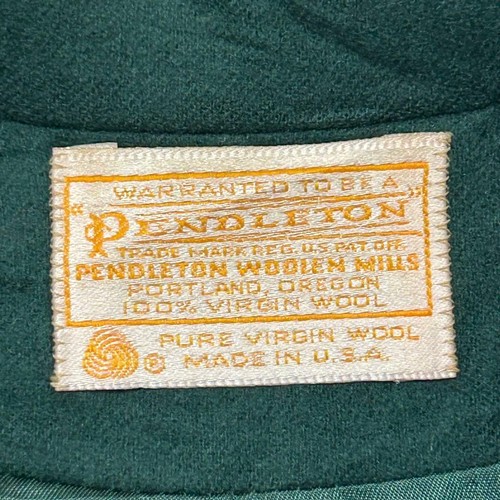 WARRANTED TO BE A
"PENDLETON"
TRADE MARK REG. U.S. PAT. OFF.
PENDLETON WOOLEN MILLS
PORTLAND, OREGON
100% VIRGIN WOOL
PURE VIRGIN WOOL
® MADE IN U.S.A.